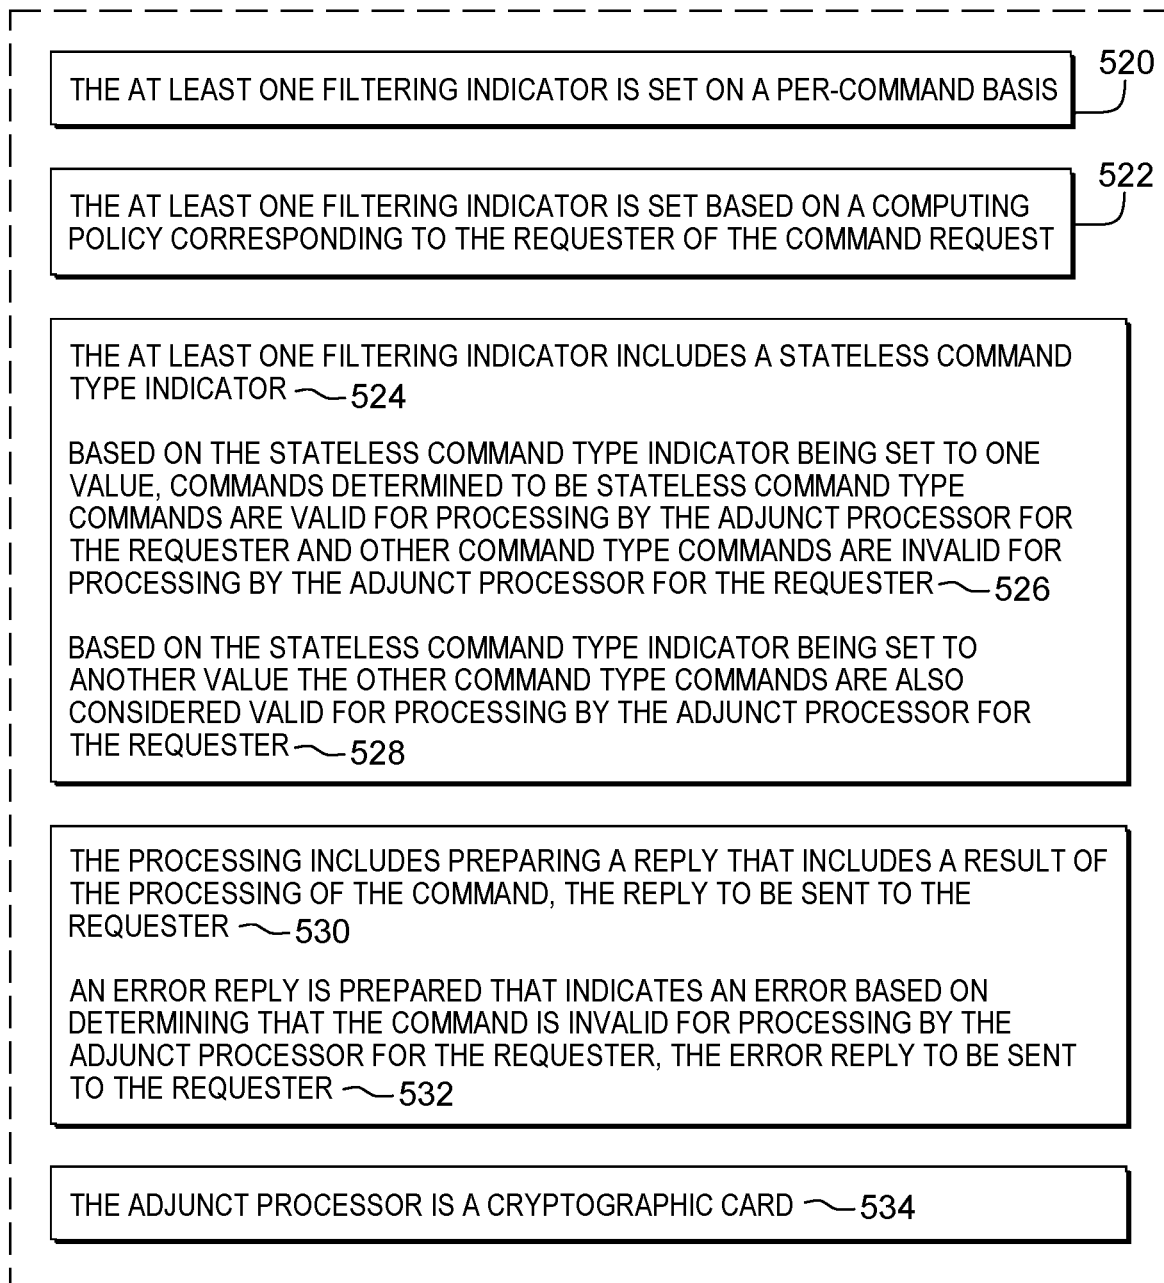 THE AT LEAST ONE FILTERING INDICATOR IS SET ON A PER-COMMAND BASIS
520
THE AT LEAST ONE FILTERING INDICATOR IS SET BASED ON A COMPUTING
POLICY CORRESPONDING TO THE REQUESTER OF THE COMMAND REQUEST
522
THE AT LEAST ONE FILTERING INDICATOR INCLUDES A STATELESS COMMAND
TYPE INDICATOR 524
BASED ON THE STATELESS COMMAND TYPE INDICATOR BEING SET TO ONE
VALUE, COMMANDS DETERMINED TO BE STATELESS COMMAND TYPE
COMMANDS ARE VALID FOR PROCESSING BY THE ADJUNCT PROCESSOR FOR
THE REQUESTER AND OTHER COMMAND TYPE COMMANDS ARE INVALID FOR
PROCESSING BY THE ADJUNCT PROCESSOR FOR THE REQUESTER 526
BASED ON THE STATELESS COMMAND TYPE INDICATOR BEING SET TO
ANOTHER VALUE THE OTHER COMMAND TYPE COMMANDS ARE ALSO
CONSIDERED VALID FOR PROCESSING BY THE ADJUNCT PROCESSOR FOR
THE REQUESTER 528
THE PROCESSING INCLUDES PREPARING A REPLY THAT INCLUDES A RESULT OF
THE PROCESSING OF THE COMMAND, THE REPLY TO BE SENT TO THE
REQUESTER 530
AN ERROR REPLY IS PREPARED THAT INDICATES AN ERROR BASED ON
DETERMINING THAT THE COMMAND IS INVALID FOR PROCESSING BY THE
ADJUNCT PROCESSOR FOR THE REQUESTER, THE ERROR REPLY TO BE SENT
TO THE REQUESTER 532
THE ADJUNCT PROCESSOR IS A CRYPTOGRAPHIC CARD 534